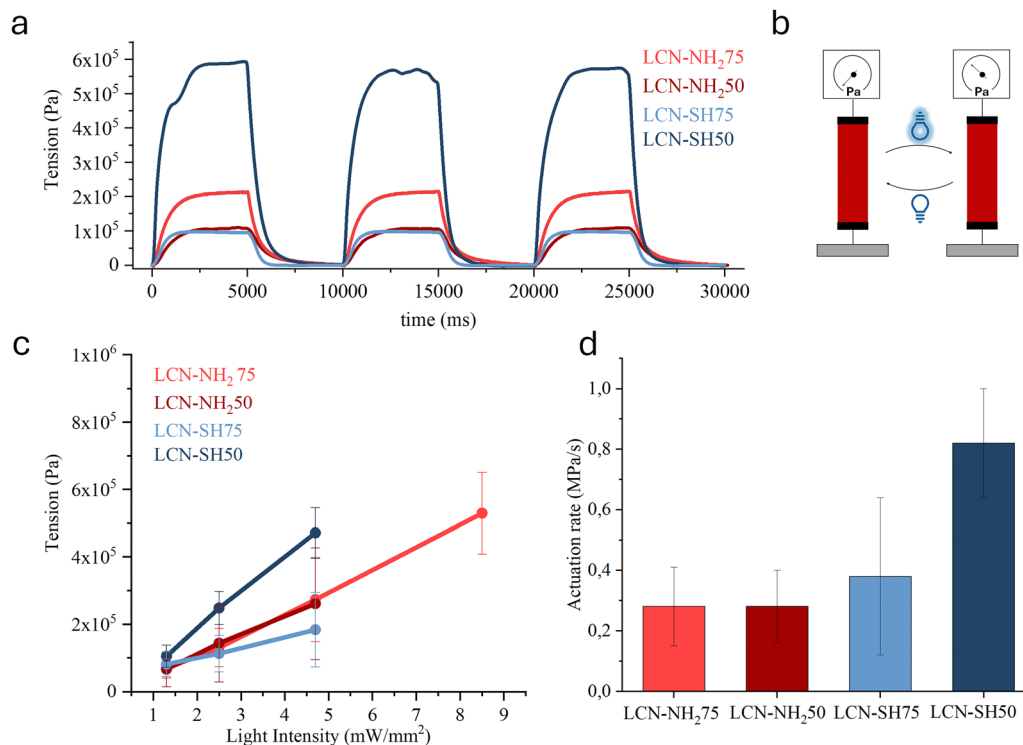 a
Tension (Pa)
6x10⁵
5x10⁵
4x10⁵
3x10⁵
2x10⁵
1x10⁵
0
LCN-NH₂75
LCN-NH₂50
LCN-SH75
LCN-SH50
0 5000 10000 15000 20000 25000 30000
time (ms)
b
Pa Pa
c
Tension (Pa)
1x10⁶
8x10⁵
6x10⁵
4x10⁵
2x10⁵
0
LCN-NH₂ 75
LCN-NH₂50
LCN-SH75
LCN-SH50
1 2 3 4 5 6 7 8 9
Light Intensity (mW/mm²)
d
Actuation rate (MPa/s)
1,0
0,8
0,6
0,4
0,2
0,0
LCN-NH₂75 LCN-NH₂50 LCN-SH75 LCN-SH50